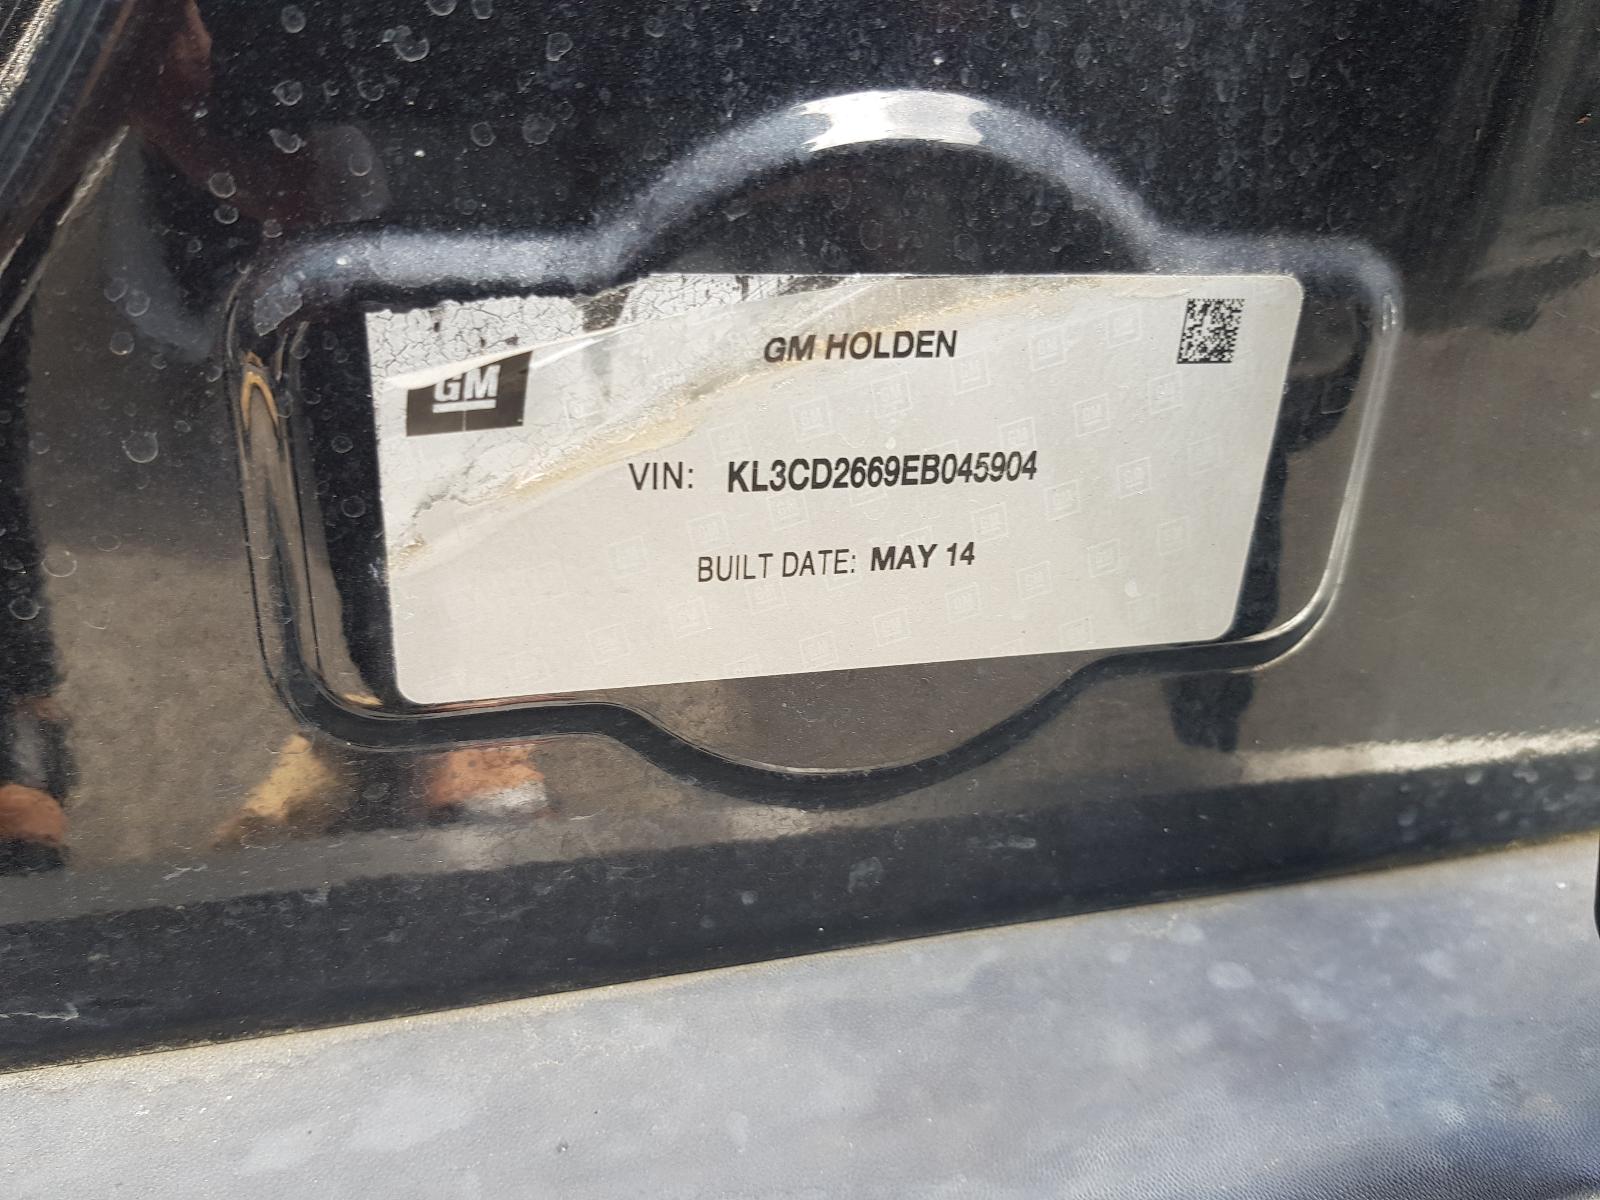 GM HOLDEN
GM
VIN: KL3CD2669EB045904
BUILT DATE: MAY 14